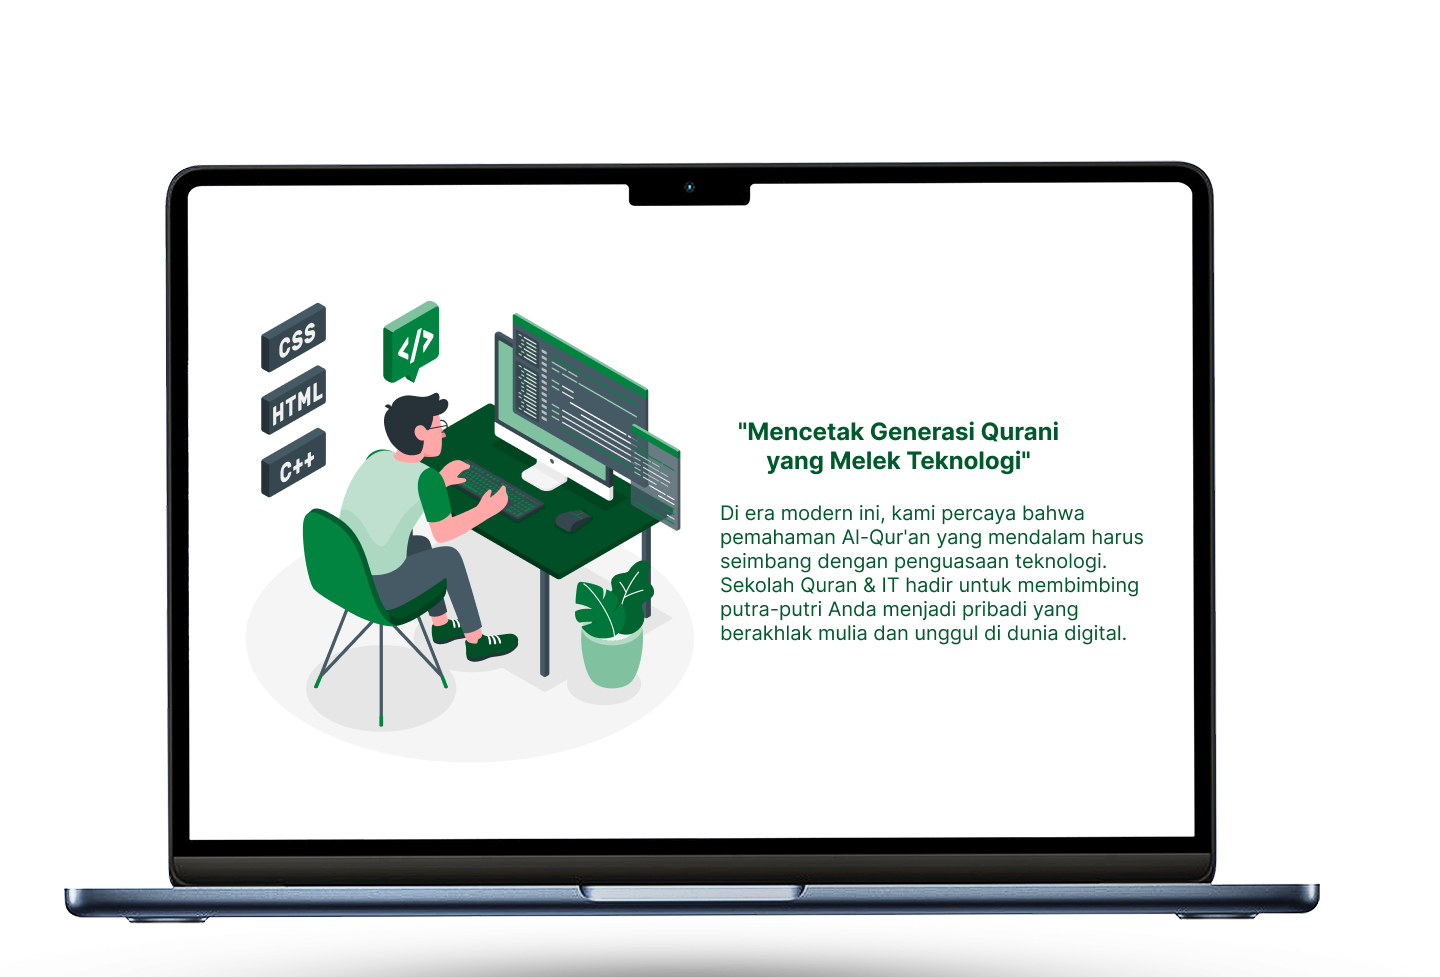 CSS
HTML
C++
</>
"Mencetak Generasi Qurani
yang Melek Teknologi"
Di era modern ini, kami percaya bahwa
pemahaman Al-Qur'an yang mendalam harus
seimbang dengan penguasaan teknologi.
Sekolah Quran & IT hadir untuk membimbing
putra-putri Anda menjadi pribadi yang
berakhlak mulia dan unggul di dunia digital.